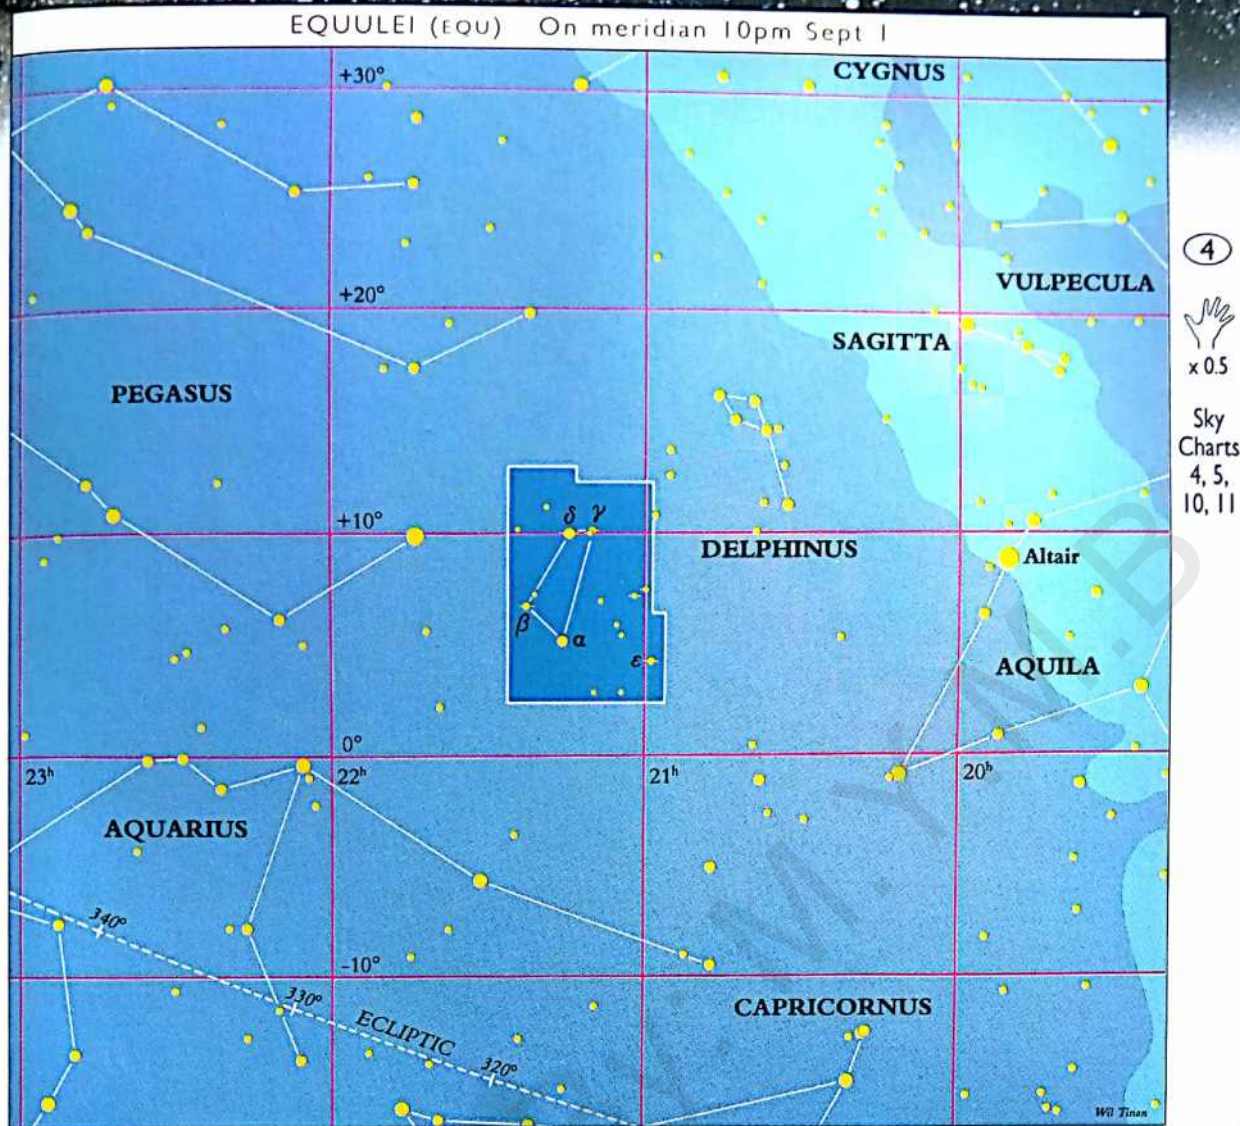 EQUULEI (EQU) On meridian 10pm Sept 1
+30°
CYGNUS
4
+20°
VULPECULA
SAGITTA
x 0.5
PEGASUS
Sky
Charts
4, 5,
10, 11
+10°
δ γ
DELPHINUS
Altair
β
α
ε
AQUILA
0°
23h
22h
21h
20h
AQUARIUS
340°
-10°
330°
ECLIPTIC
320°
CAPRICORNUS
Wil Tirion
M.Y.M.B